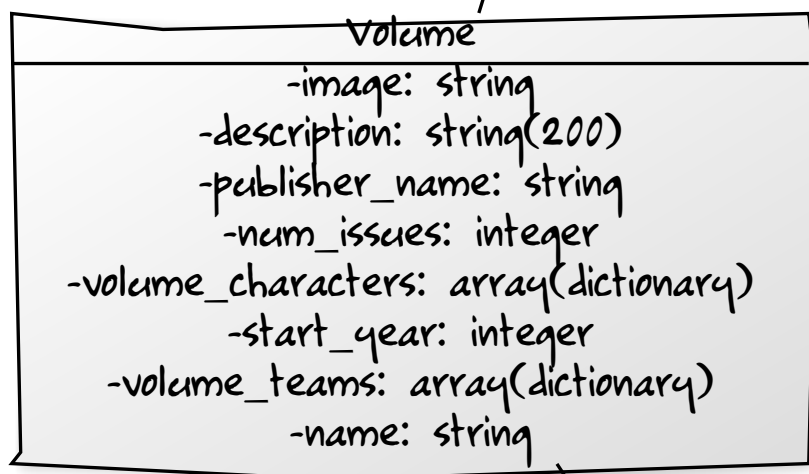 Volume
-image: string
-description: string(200)
-publisher_name: string
-num_issues: integer
-volume_characters: array(dictionary)
-start_year: integer
-volume_teams: array(dictionary)
-name: string